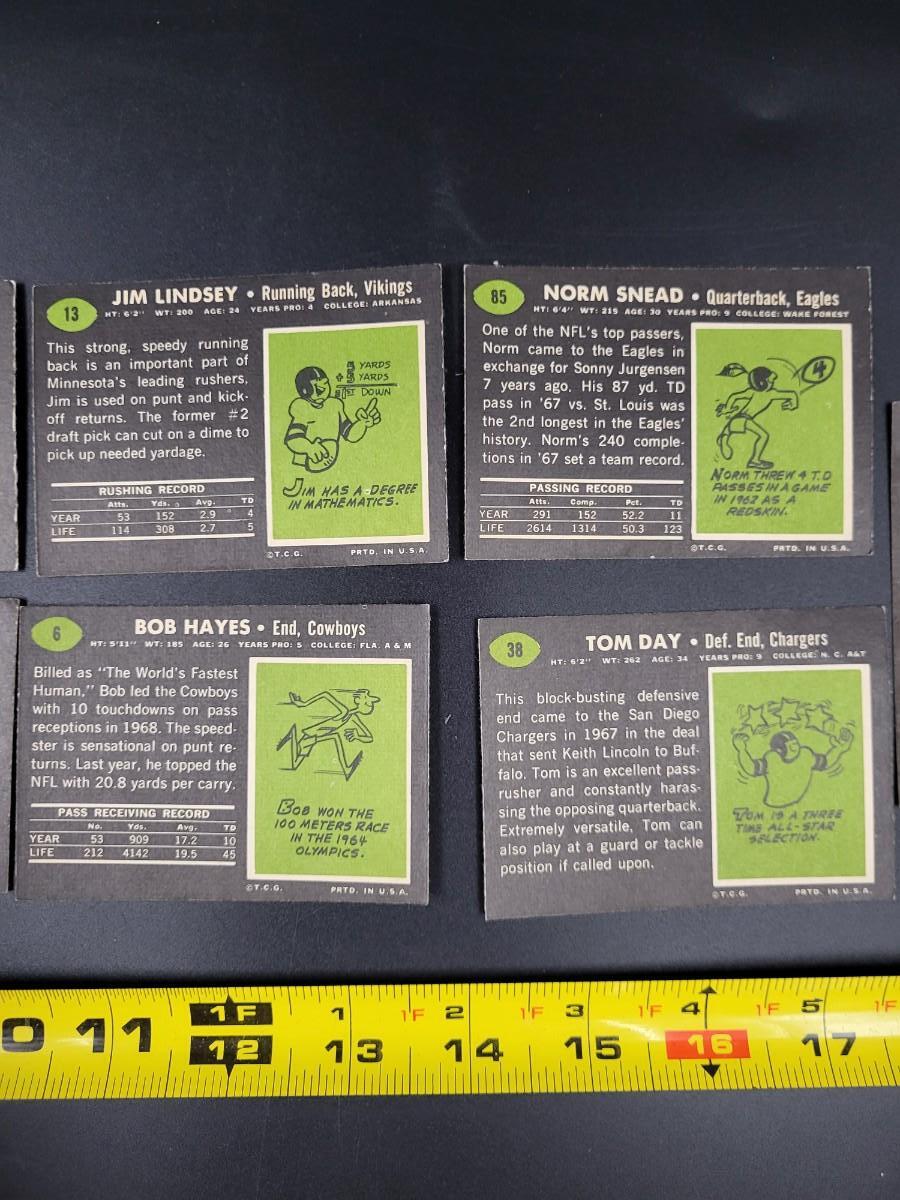 13
JIM LINDSEY • Running Back, Vikings
HT: 6'2" WT: 200 AGE: 24 YEARS PRO: 4 COLLEGE: ARKANSAS
This strong, speedy running
back is an important part of
Minnesota's leading rushers.
Jim is used on punt and kick-
off returns. The former #2
draft pick can cut on a dime to
pick up needed yardage.
RUSHING RECORD
Atts. Yds. Avg. TD
YEAR 53 152 2.9 4
LIFE 114 308 2.7 5
YARDS
+ YARDS
1ST DOWN
JIM HAS A DEGREE
IN MATHEMATICS.
©T.C.G. PRTD. IN U.S.A.
85
NORM SNEAD • Quarterback, Eagles
HT: 6'4" WT: 215 AGE: 30 YEARS PRO: 9 COLLEGE: WAKE FOREST
One of the NFL's top passers,
Norm came to the Eagles in
exchange for Sonny Jurgensen
7 years ago. His 87 yd. TD
pass in '67 vs. St. Louis was
the 2nd longest in the Eagles'
history. Norm's 240 comple-
tions in '67 set a team record.
PASSING RECORD
Atts. Comp. Pct. TD
YEAR 291 152 52.2 11
LIFE 2614 1314 50.3 123
4
NORM THREW 4 T.D
PASSES IN A GAME
IN 1962 AS A
REDSKIN.
©T.C.G. PRTD. IN U.S.A.
6
BOB HAYES • End, Cowboys
HT: 5'11" WT: 185 AGE: 26 YEARS PRO: 5 COLLEGE: FLA. A & M
Billed as "The World's Fastest
Human," Bob led the Cowboys
with 10 touchdowns on pass
receptions in 1968. The speed-
ster is sensational on punt re-
turns. Last year, he topped the
NFL with 20.8 yards per carry.
PASS RECEIVING RECORD
No. Yds. Avg. TD
YEAR 53 909 17.2 10
LIFE 212 4142 19.5 45
BOB WON THE
100 METERS RACE
IN THE 1964
OLYMPICS.
©T.C.G. PRTD. IN U.S.A.
38
TOM DAY • Def. End, Chargers
HT: 6'2" WT: 262 AGE: 34 YEARS PRO: 9 COLLEGE: N. C. A&T
This block-busting defensive
end came to the San Diego
Chargers in 1967 in the deal
that sent Keith Lincoln to Buf-
falo. Tom is an excellent pass-
rusher and constantly haras-
sing the opposing quarterback.
Extremely versatile, Tom can
also play at a guard or tackle
position if called upon.
TOM IS A THREE
TIME ALL-STAR
SELECTION.
©T.C.G. PRTD. IN U.S.A.
1F 1 1F 2 1F 3 1F 4 1F 5 1F
0 11 12 13 14 15 16 17